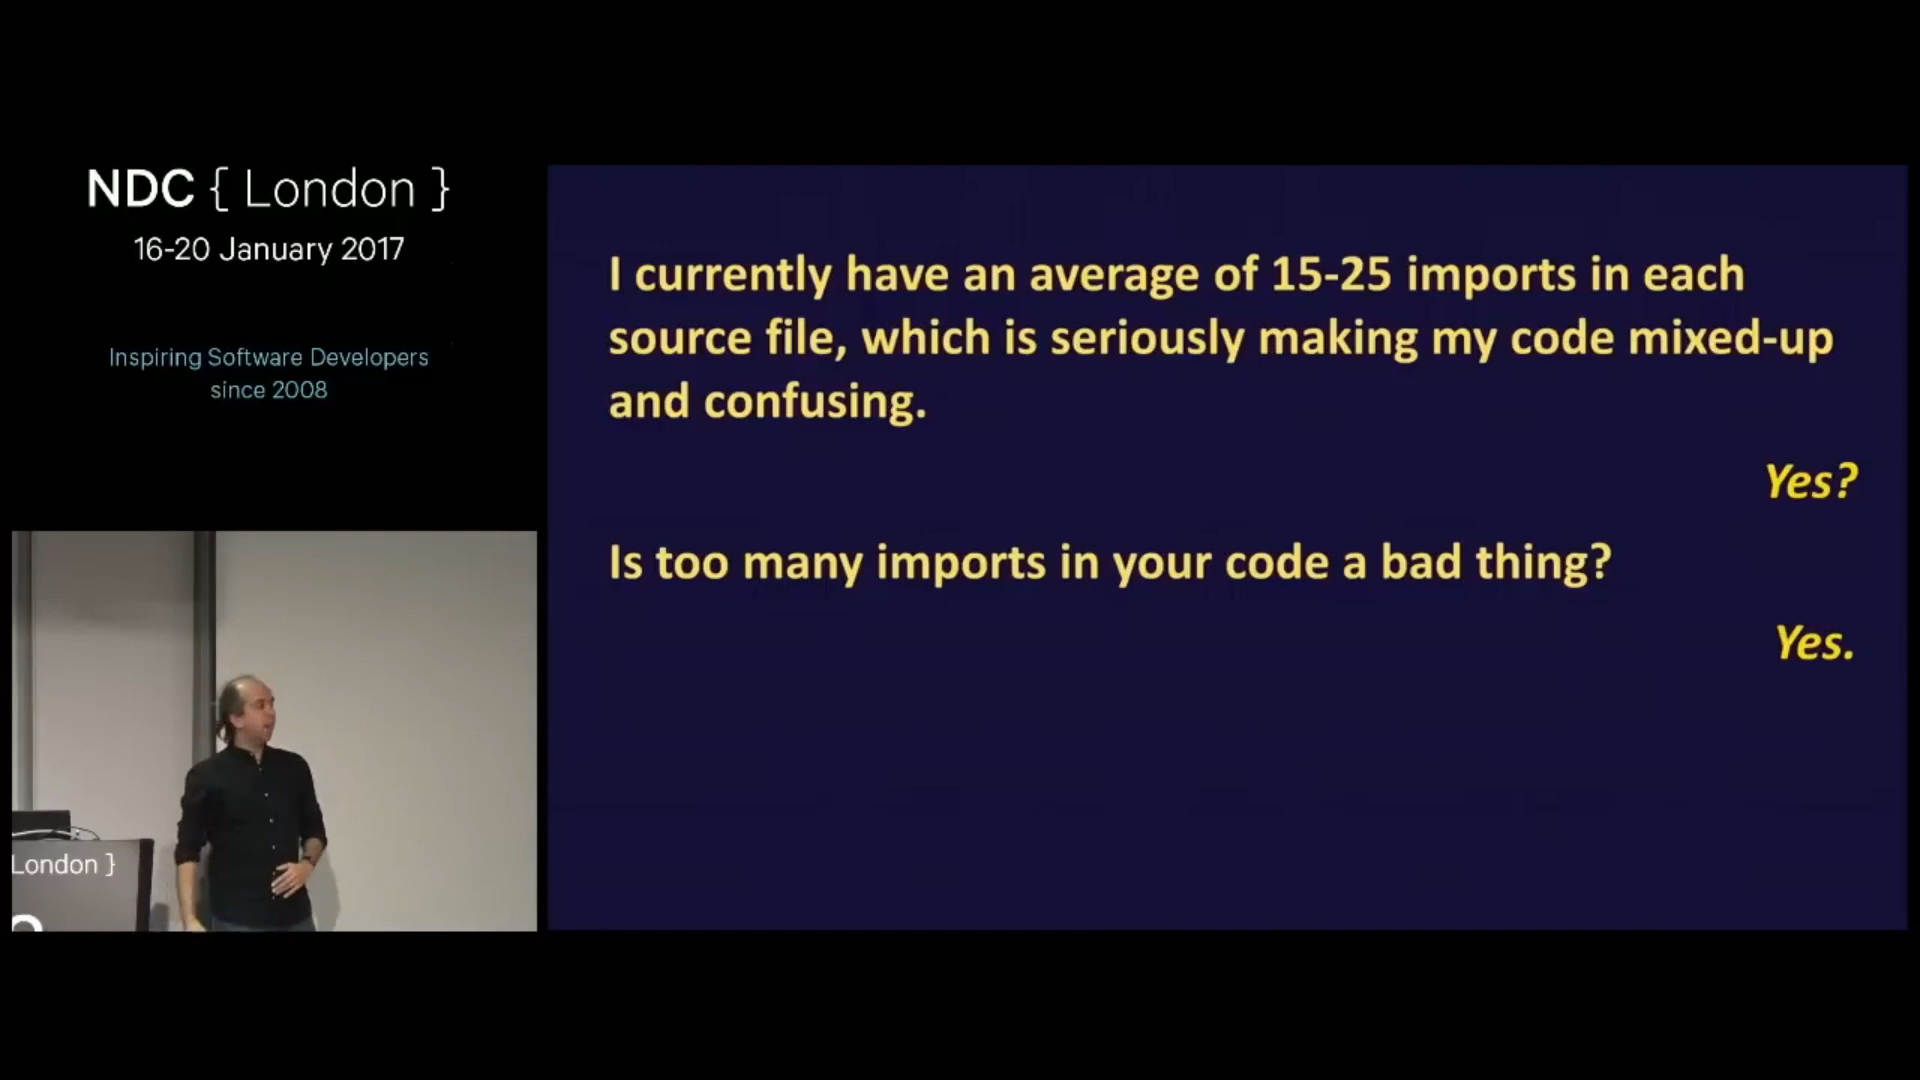 NDC { London }
16-20 January 2017
Inspiring Software Developers
since 2008
I currently have an average of 15-25 imports in each
source file, which is seriously making my code mixed-up
and confusing.
Yes?
Is too many imports in your code a bad thing?
Yes.
London }